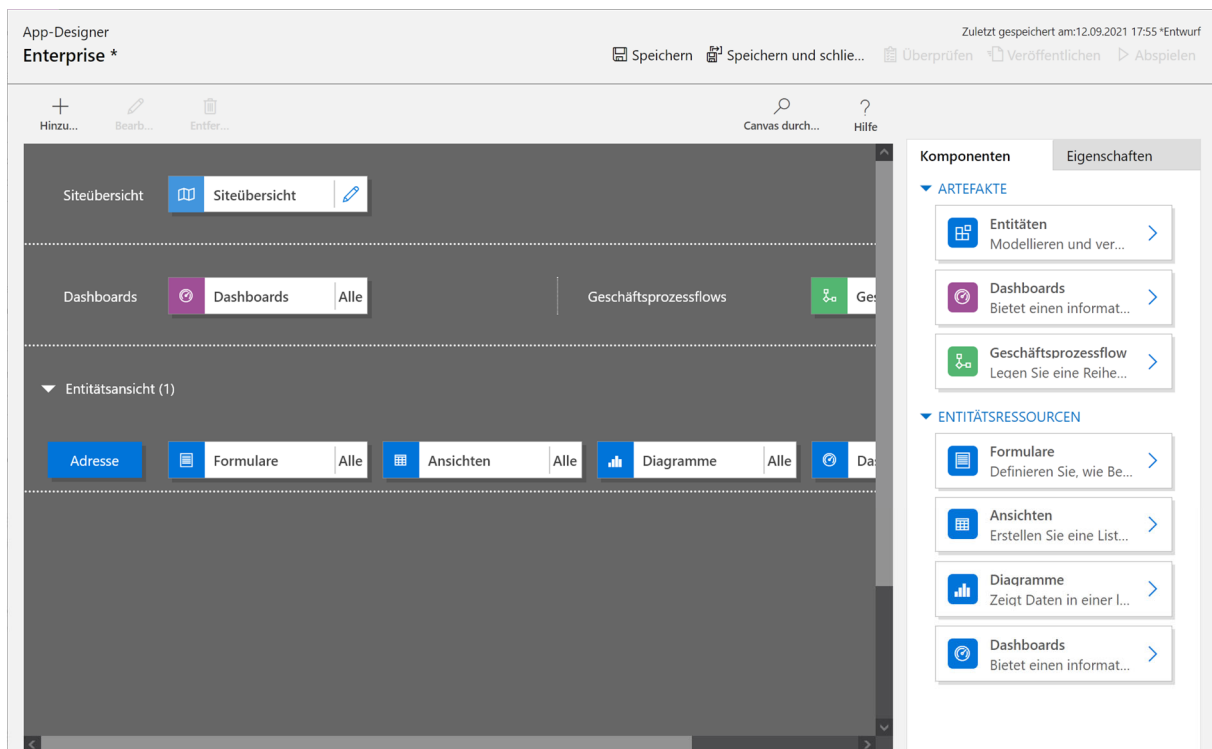 App-Designer
Zuletzt gespeichert am:12.09.2021 17:55 *Entwurf
Enterprise *
Speichern Speichern und schlie... Überprüfen Veröffentlichen Abspielen
Hinzu... Bearb... Entfer... Canvas durch... Hilfe
Komponenten Eigenschaften
ARTEFAKTE
Siteübersicht Siteübersicht
Entitäten
Modellieren und ver...
Dashboards Dashboards Alle Geschäftsprozessflows Ges
Dashboards
Bietet einen informat...
Geschäftsprozessflow
Legen Sie eine Reihe...
Entitätsansicht (1)
ENTITÄTSRESSOURCEN
Adresse Formulare Alle Ansichten Alle Diagramme Alle Das
Formulare
Definieren Sie, wie Be...
Ansichten
Erstellen Sie eine List...
Diagramme
Zeigt Daten in einer l...
Dashboards
Bietet einen informat...